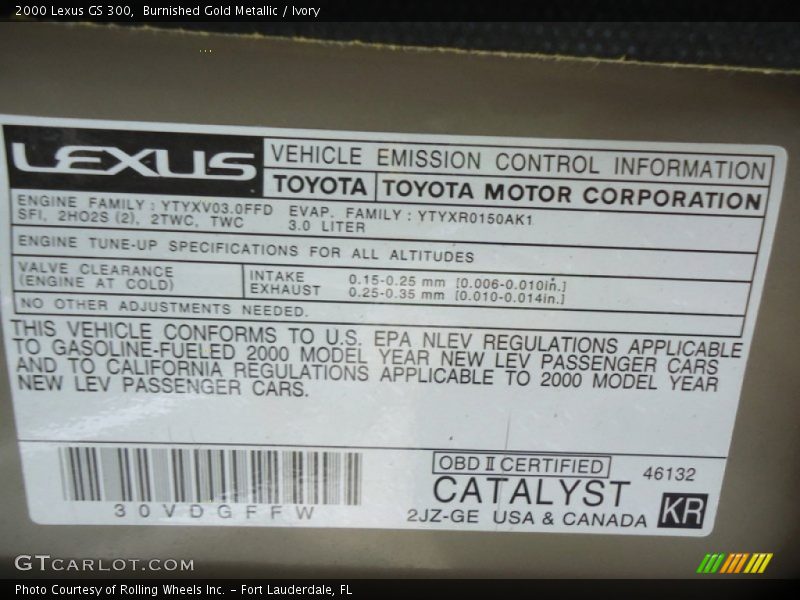 2000 Lexus GS 300, Burnished Gold Metallic / Ivory
LEXUS
VEHICLE EMISSION CONTROL INFORMATION
TOYOTA TOYOTA MOTOR CORPORATION
ENGINE FAMILY : YTYXV03.0FFD EVAP. FAMILY : YTYXR0150AK1
SFI, 2HO2S (2), 2TWC, TWC 3.0 LITER
ENGINE TUNE-UP SPECIFICATIONS FOR ALL ALTITUDES
VALVE CLEARANCE INTAKE 0.15-0.25 mm [0.006-0.010in.]
(ENGINE AT COLD) EXHAUST 0.25-0.35 mm [0.010-0.014in.]
NO OTHER ADJUSTMENTS NEEDED.
THIS VEHICLE CONFORMS TO U.S. EPA NLEV REGULATIONS APPLICABLE
TO GASOLINE-FUELED 2000 MODEL YEAR NEW LEV PASSENGER CARS
AND TO CALIFORNIA REGULATIONS APPLICABLE TO 2000 MODEL YEAR
NEW LEV PASSENGER CARS.
OBD II CERTIFIED 46132
CATALYST
30VDGFFW
2JZ-GE USA & CANADA KR
GTCARLOT.COM
Photo Courtesy of Rolling Wheels Inc. – Fort Lauderdale, FL